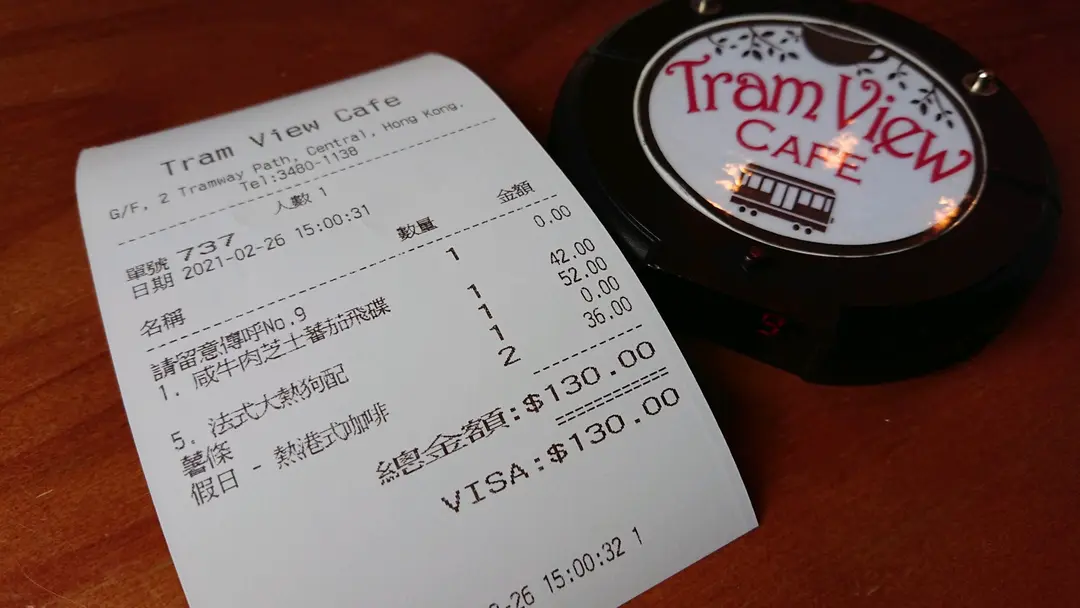 Tram View Cafe
G/F, 2 Tramway Path, Central, Hong Kong.
Tel:3480-1138
人數 1
單號 737
日期 2021-02-26 15:00:31
名稱 數量 金額
請留意傳呼No.9 1 0.00
1. 咸牛肉芝士蕃茄飛碟 1 42.00
5. 法式大熱狗配 1 52.00
薯條 1 0.00
假日 - 熱港式咖啡 2 36.00
總金額:$130.00
VISA:$130.00
-26 15:00:32 1
Tram View
CAFE
9